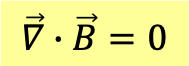 ∇⃗ · B⃗ = 0